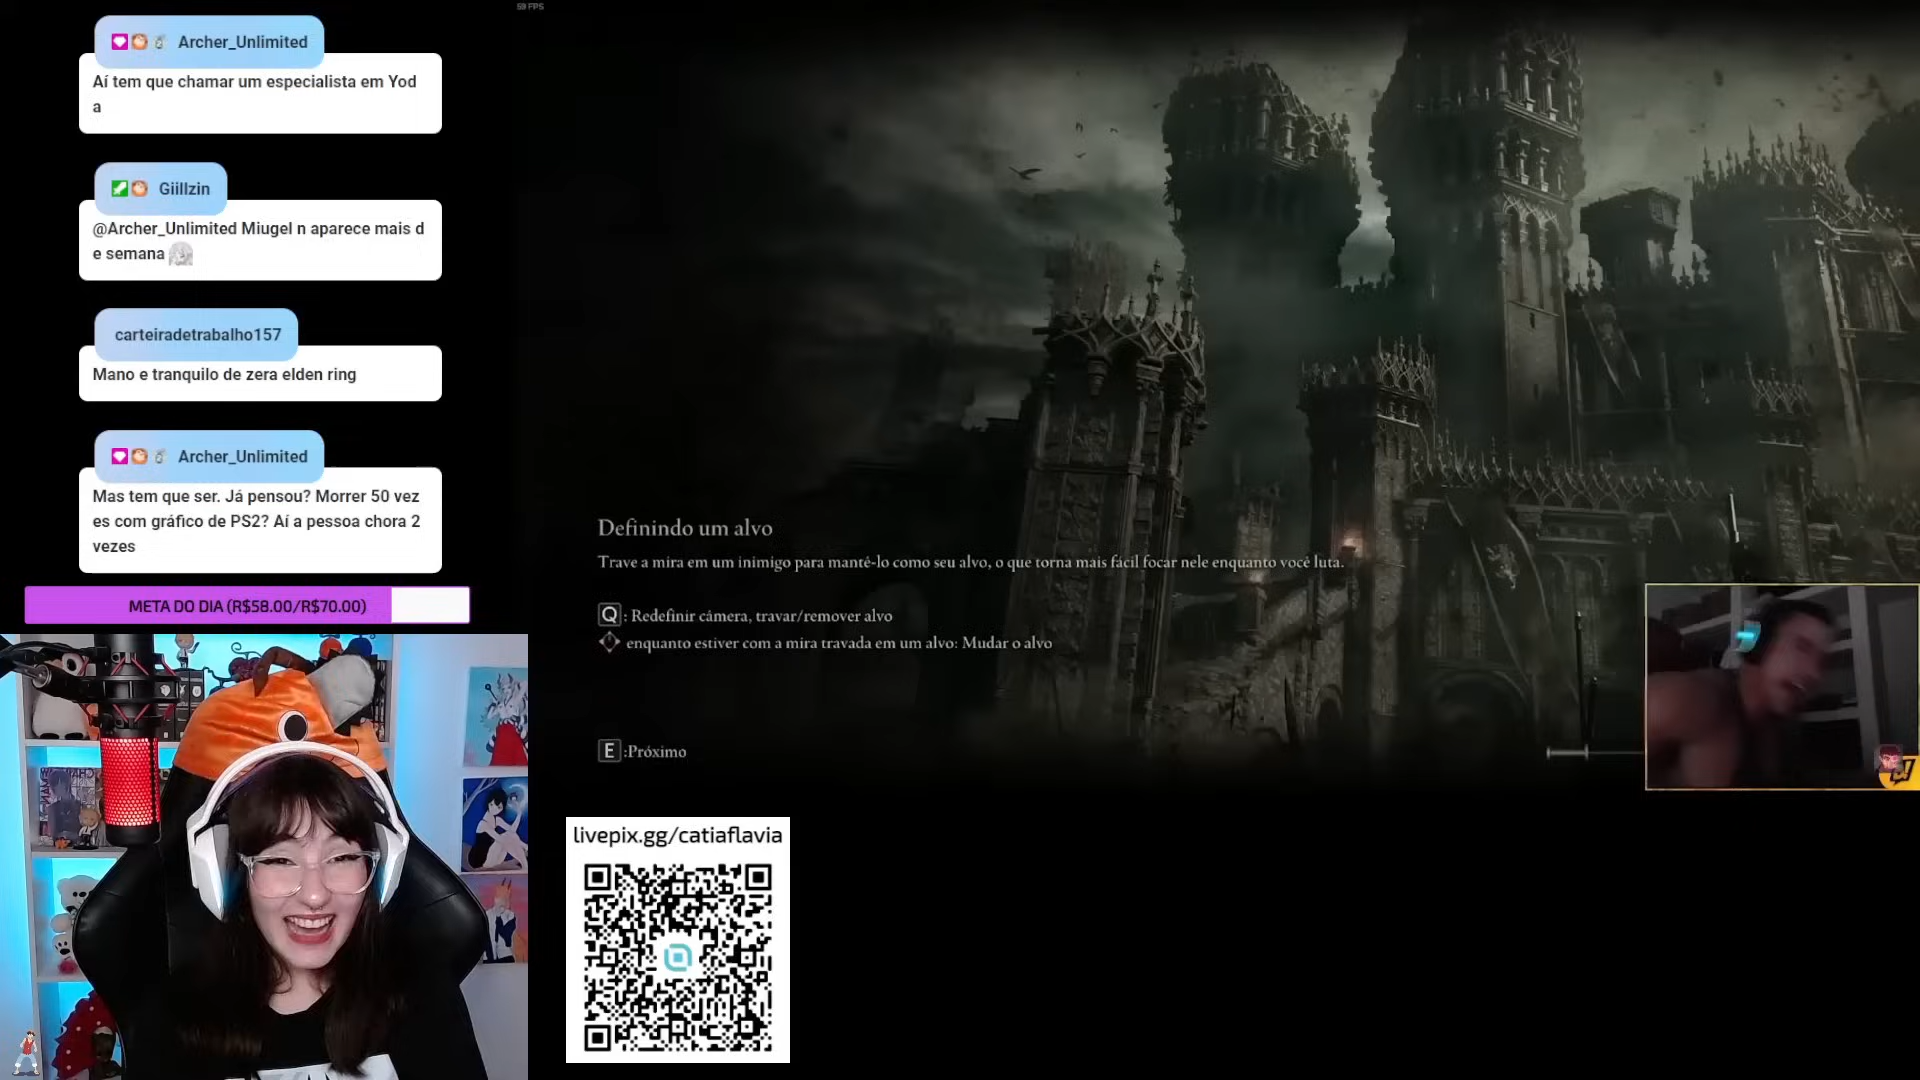 59 FPS
Archer_Unlimited
Aí tem que chamar um especialista em Yod
a
Giillzin
@Archer_Unlimited Miugel n aparece mais d
e semana
carteiradetrabalho157
Mano e tranquilo de zera elden ring
Archer_Unlimited
Mas tem que ser. Já pensou? Morrer 50 vez
es com gráfico de PS2? Aí a pessoa chora 2
vezes
META DO DIA (R$58.00/R$70.00)
Definindo um alvo
Trave a mira em um inimigo para mantê-lo como seu alvo, o que torna mais fácil focar nele enquanto você luta.
Q : Redefinir câmera, travar/remover alvo
enquanto estiver com a mira travada em um alvo: Mudar o alvo
E :Próximo
livepix.gg/catiaflavia